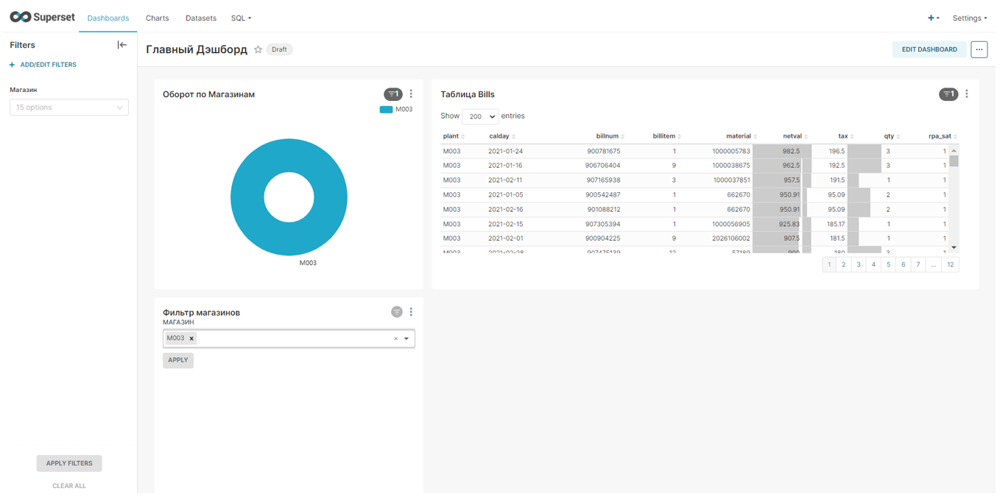 Superset Dashboards Charts Datasets SQL Settings
Filters
ADD/EDIT FILTERS
Магазин
15 options
APPLY FILTERS
CLEAR ALL
Главный Дэшборд Draft EDIT DASHBOARD ...
Оборот по Магазинам 1
M003
M003
Таблица Bills 1
Show 200 entries
plant calday billnum billitem material netval tax qty rpa_sat
M003 2021-01-24 900781675 1 1000005783 982.5 196.5 3 1
M003 2021-01-16 906706404 9 1000038675 962.5 192.5 3 1
M003 2021-02-11 907165938 3 1000037851 957.5 191.5 1 1
M003 2021-01-05 900542487 1 662670 950.91 95.09 2 1
M003 2021-02-16 901088212 1 662670 950.91 95.09 2 1
M003 2021-02-15 907305394 1 1000056905 925.83 185.17 1 1
M003 2021-02-01 900904225 9 2026106002 907.5 181.5 1 1
M003 2021-02-28 907475139 12 57189 900 180 3 1
1 2 3 4 5 6 7 ... 12
Фильтр магазинов
МАГАЗИН
M003 x ×
APPLY